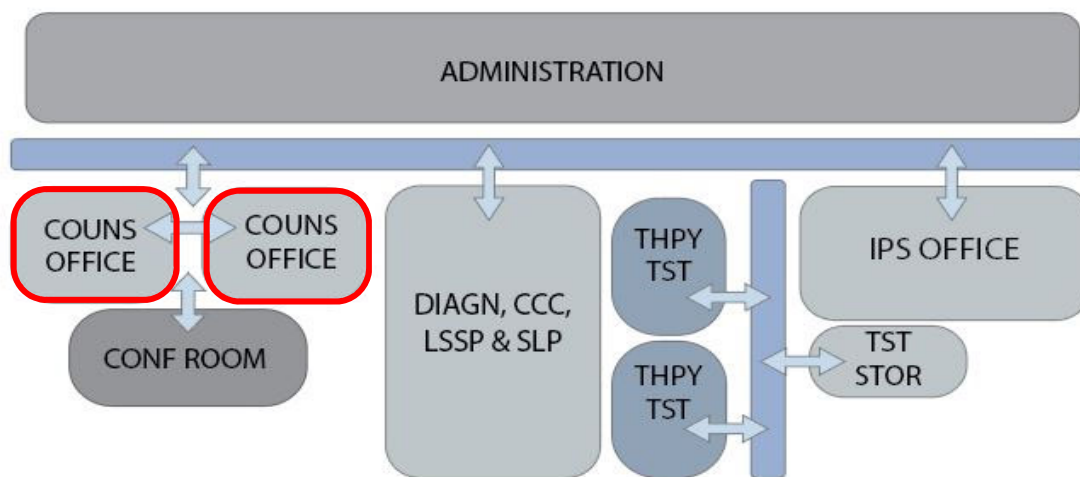 ADMINISTRATION
COUNS
OFFICE
COUNS
OFFICE
CONF ROOM
DIAGN, CCC,
LSSP & SLP
THPY
TST
THPY
TST
IPS OFFICE
TST
STOR